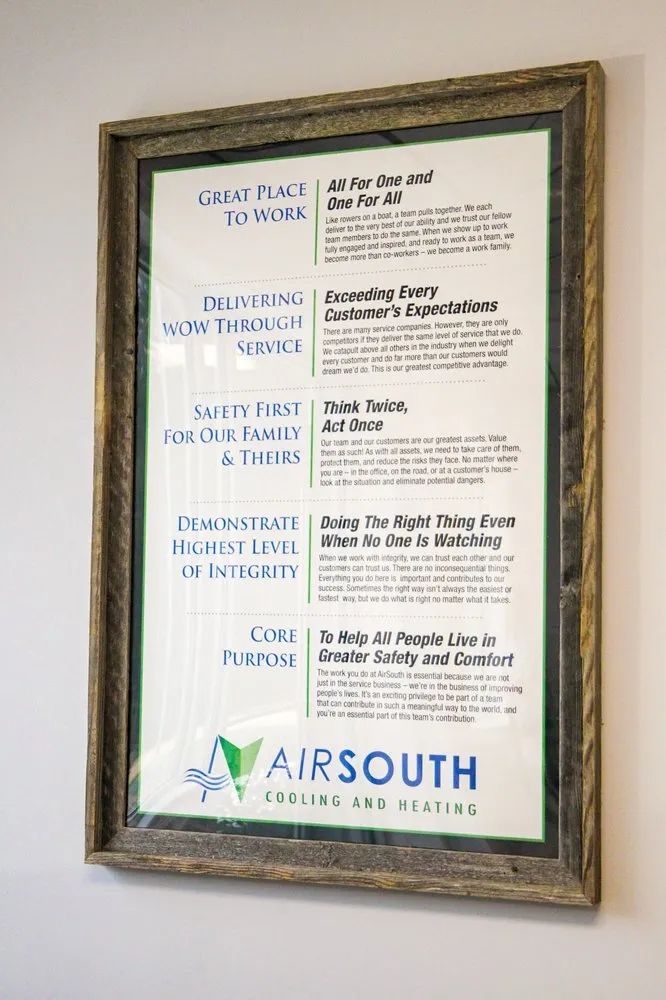 GREAT PLACE
TO WORK
All For One and
One For All
Like rowers on a boat, a team pulls together. We each
deliver to the very best of our ability and we trust our fellow
team members to do the same. When we show up to work
fully engaged and inspired, and ready to work as a team, we
become more than co-workers – we become a work family.
DELIVERING
WOW THROUGH
SERVICE
Exceeding Every
Customer's Expectations
There are many service companies. However, they are only
competitors if they deliver the same level of service that we do.
We catapult above all others in the industry when we delight
every customer and do far more than our customers would
dream we'd do. This is our greatest competitive advantage.
SAFETY FIRST
FOR OUR FAMILY
& THEIRS
Think Twice,
Act Once
Our team and our customers are our greatest assets. Value
them as such! As with all assets, we need to take care of them,
protect them, and reduce the risks they face. No matter where
you are – in the office, on the road, or at a customer's house –
look at the situation and eliminate potential dangers.
DEMONSTRATE
HIGHEST LEVEL
OF INTEGRITY
Doing The Right Thing Even
When No One Is Watching
When we work with integrity, we can trust each other and our
customers can trust us. There are no inconsequential things.
Everything you do here is important and contributes to our
success. Sometimes the right way isn't always the easiest or
fastest way, but we do what is right no matter what it takes.
CORE
PURPOSE
To Help All People Live in
Greater Safety and Comfort
The work you do at AirSouth is essential because we are not
just in the service business – we're in the business of improving
people's lives. It's an exciting privilege to be part of a team
that can contribute in such a meaningful way to the world, and
you're an essential part of this team's contribution.
AIRSOUTH
COOLING AND HEATING